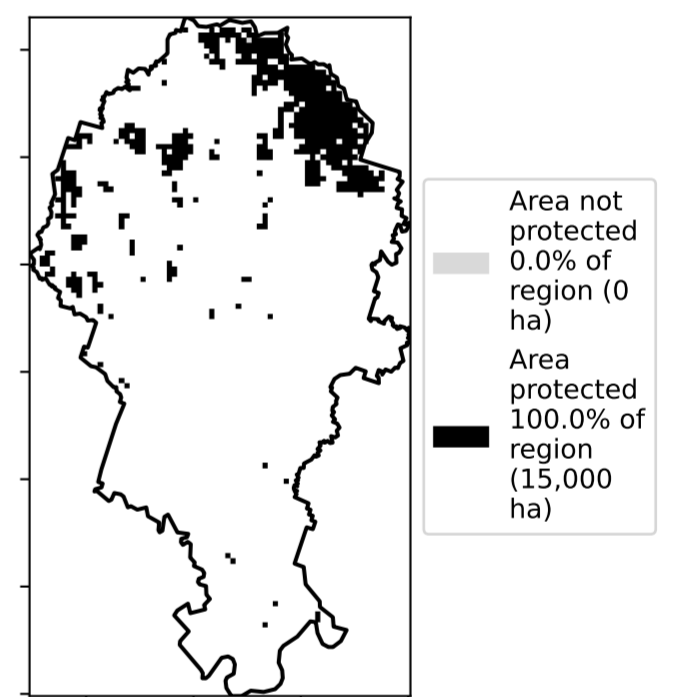 Area not
protected
0.0% of
region (0
ha)
Area
protected
100.0% of
region
(15,000
ha)